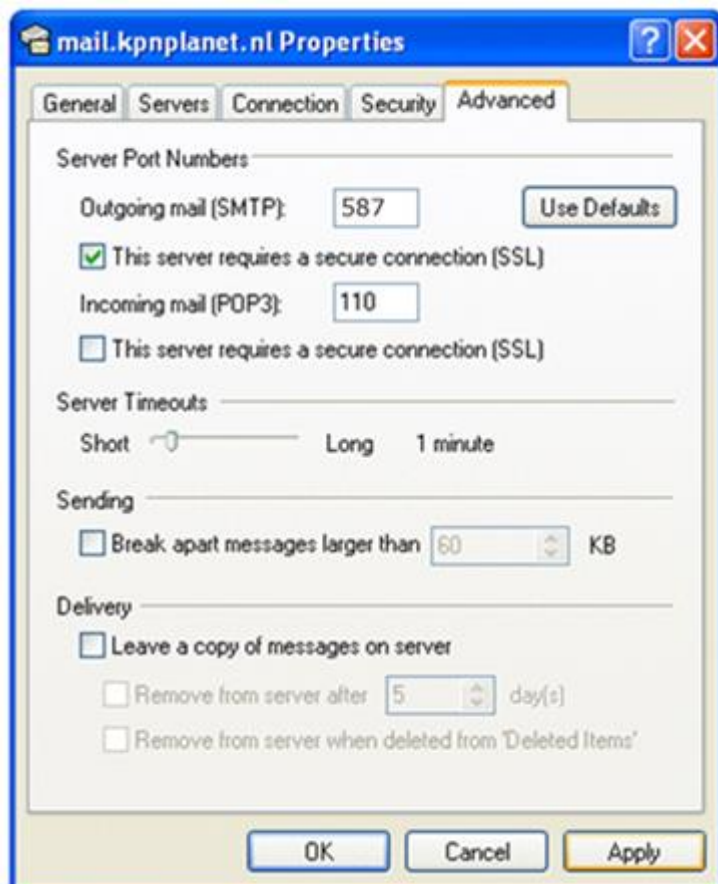 mail.kpnplanet.nl Properties
General Servers Connection Security Advanced
Server Port Numbers
Outgoing mail (SMTP): 587 Use Defaults
This server requires a secure connection (SSL)
Incoming mail (POP3): 110
This server requires a secure connection (SSL)
Server Timeouts
Short Long 1 minute
Sending
Break apart messages larger than 60 KB
Delivery
Leave a copy of messages on server
Remove from server after 5 day(s)
Remove from server when deleted from 'Deleted Items'
OK Cancel Apply